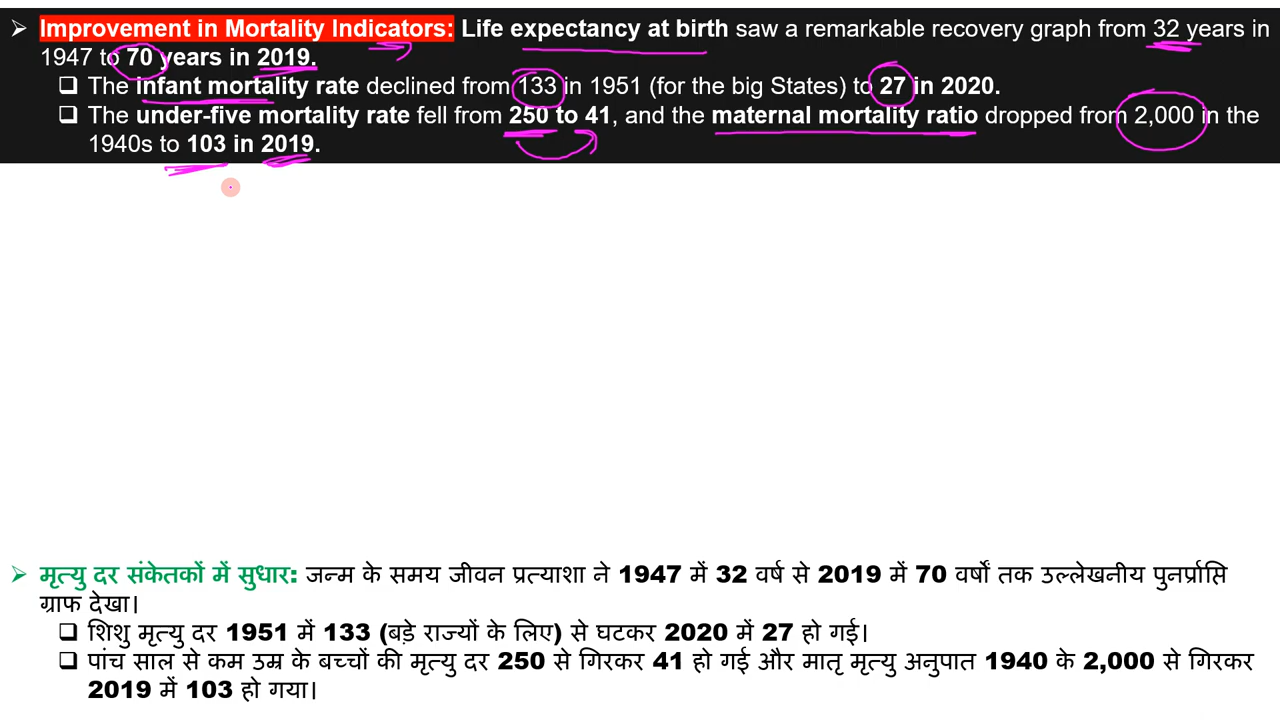 ➢ Improvement in Mortality Indicators: Life expectancy at birth saw a remarkable recovery graph from 32 years in
1947 to 70 years in 2019.
❑ The infant mortality rate declined from 133 in 1951 (for the big States) to 27 in 2020.
❑ The under-five mortality rate fell from 250 to 41, and the maternal mortality ratio dropped from 2,000 in the
1940s to 103 in 2019.
➢ मृत्यु दर संकेतकों में सुधार: जन्म के समय जीवन प्रत्याशा ने 1947 में 32 वर्ष से 2019 में 70 वर्षों तक उल्लेखनीय पुनर्प्राप्ति
ग्राफ देखा।
❑ शिशु मृत्यु दर 1951 में 133 (बड़े राज्यों के लिए) से घटकर 2020 में 27 हो गई।
❑ पांच साल से कम उम्र के बच्चों की मृत्यु दर 250 से गिरकर 41 हो गई और मातृ मृत्यु अनुपात 1940 के 2,000 से गिरकर
2019 में 103 हो गया।